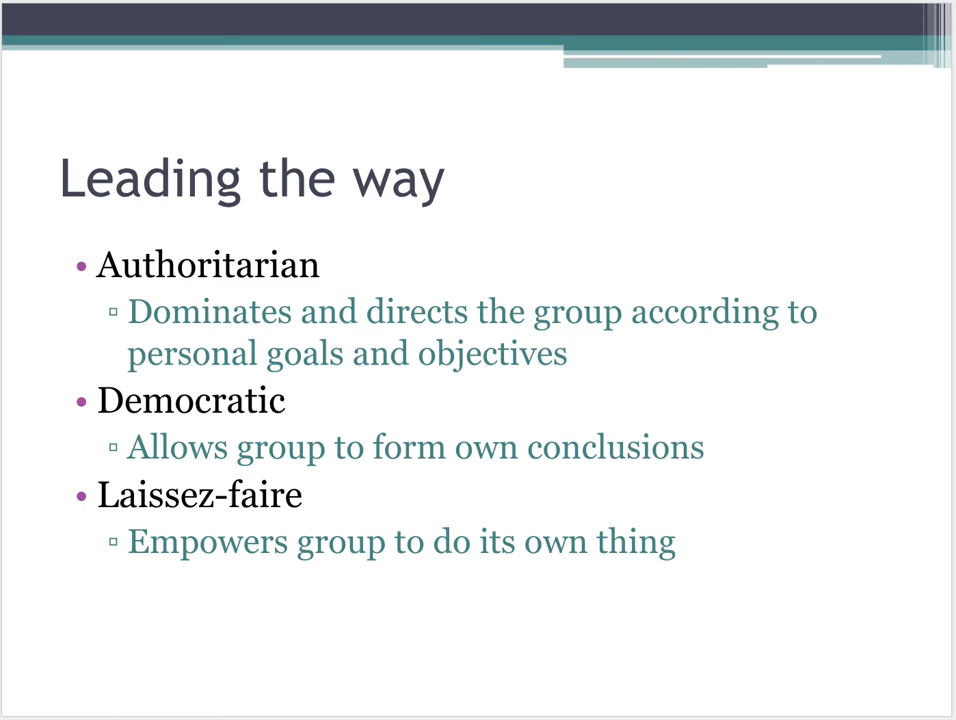 Leading the way
• Authoritarian
▫ Dominates and directs the group according to
personal goals and objectives
• Democratic
▫ Allows group to form own conclusions
• Laissez-faire
▫ Empowers group to do its own thing